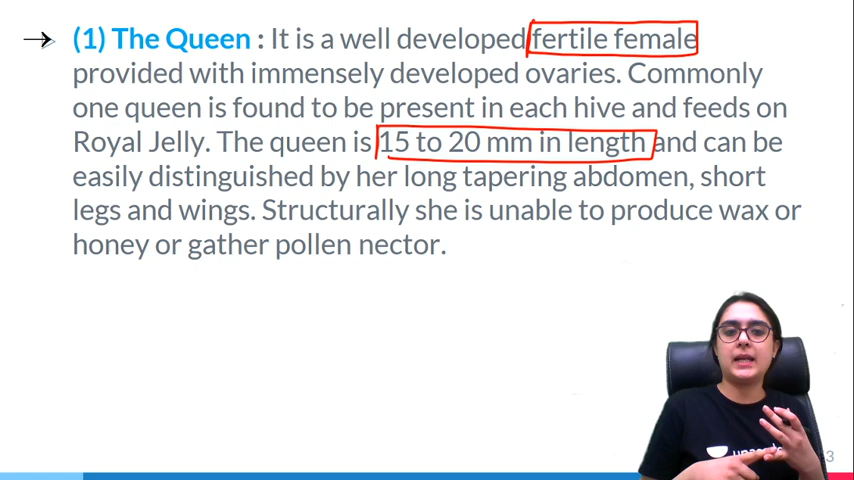 (1) The Queen : It is a well developed fertile female
provided with immensely developed ovaries. Commonly
one queen is found to be present in each hive and feeds on
Royal Jelly. The queen is 15 to 20 mm in length and can be
easily distinguished by her long tapering abdomen, short
legs and wings. Structurally she is unable to produce wax or
honey or gather pollen nector.
3